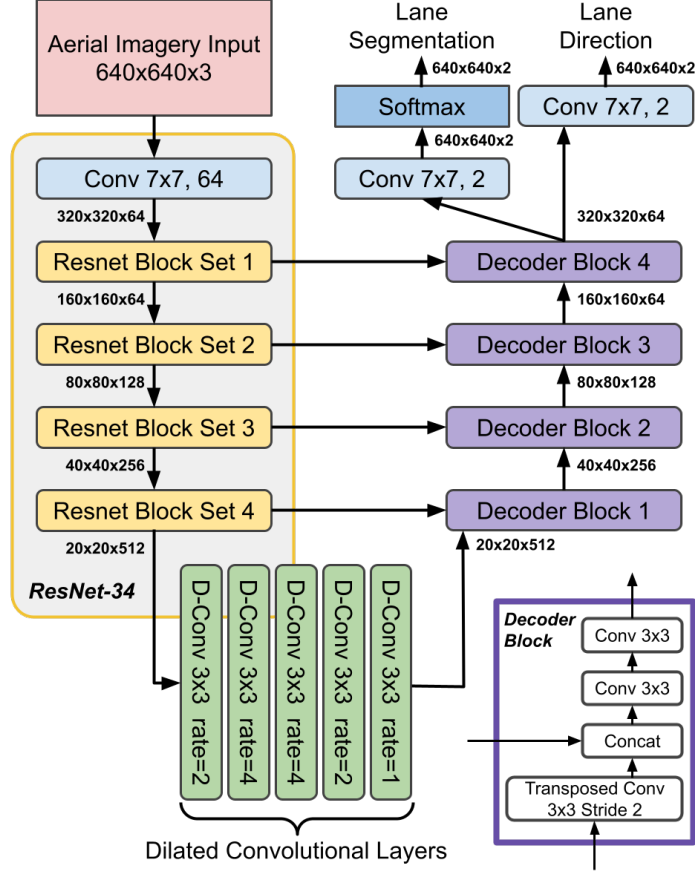 Aerial Imagery Input
640x640x3
Conv 7x7, 64
320x320x64
Resnet Block Set 1
160x160x64
Resnet Block Set 2
80x80x128
Resnet Block Set 3
40x40x256
Resnet Block Set 4
20x20x512
ResNet-34
D-Conv 3x3 rate=2
D-Conv 3x3 rate=4
D-Conv 3x3 rate=4
D-Conv 3x3 rate=2
D-Conv 3x3 rate=1
Dilated Convolutional Layers
Lane
Segmentation
640x640x2
Softmax
640x640x2
Conv 7x7, 2
Lane
Direction
640x640x2
Conv 7x7, 2
320x320x64
Decoder Block 4
160x160x64
Decoder Block 3
80x80x128
Decoder Block 2
40x40x256
Decoder Block 1
20x20x512
Decoder
Block
Conv 3x3
Conv 3x3
Concat
Transposed Conv
3x3 Stride 2